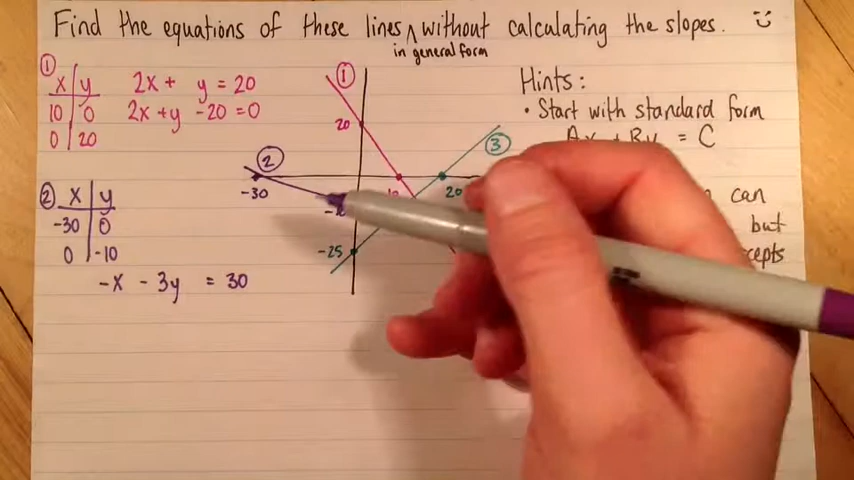 Find the equations of these lines ^ without calculating the slopes. :)
in general form
① x | y
10 | 0
0 | 20
2x + y = 20
2x + y - 20 = 0
①
20
②
-30
③
20
-25
② x | y
-30 | 0
0 | -10
-x - 3y = 30
Hints:
• Start with standard form
= C
can
but